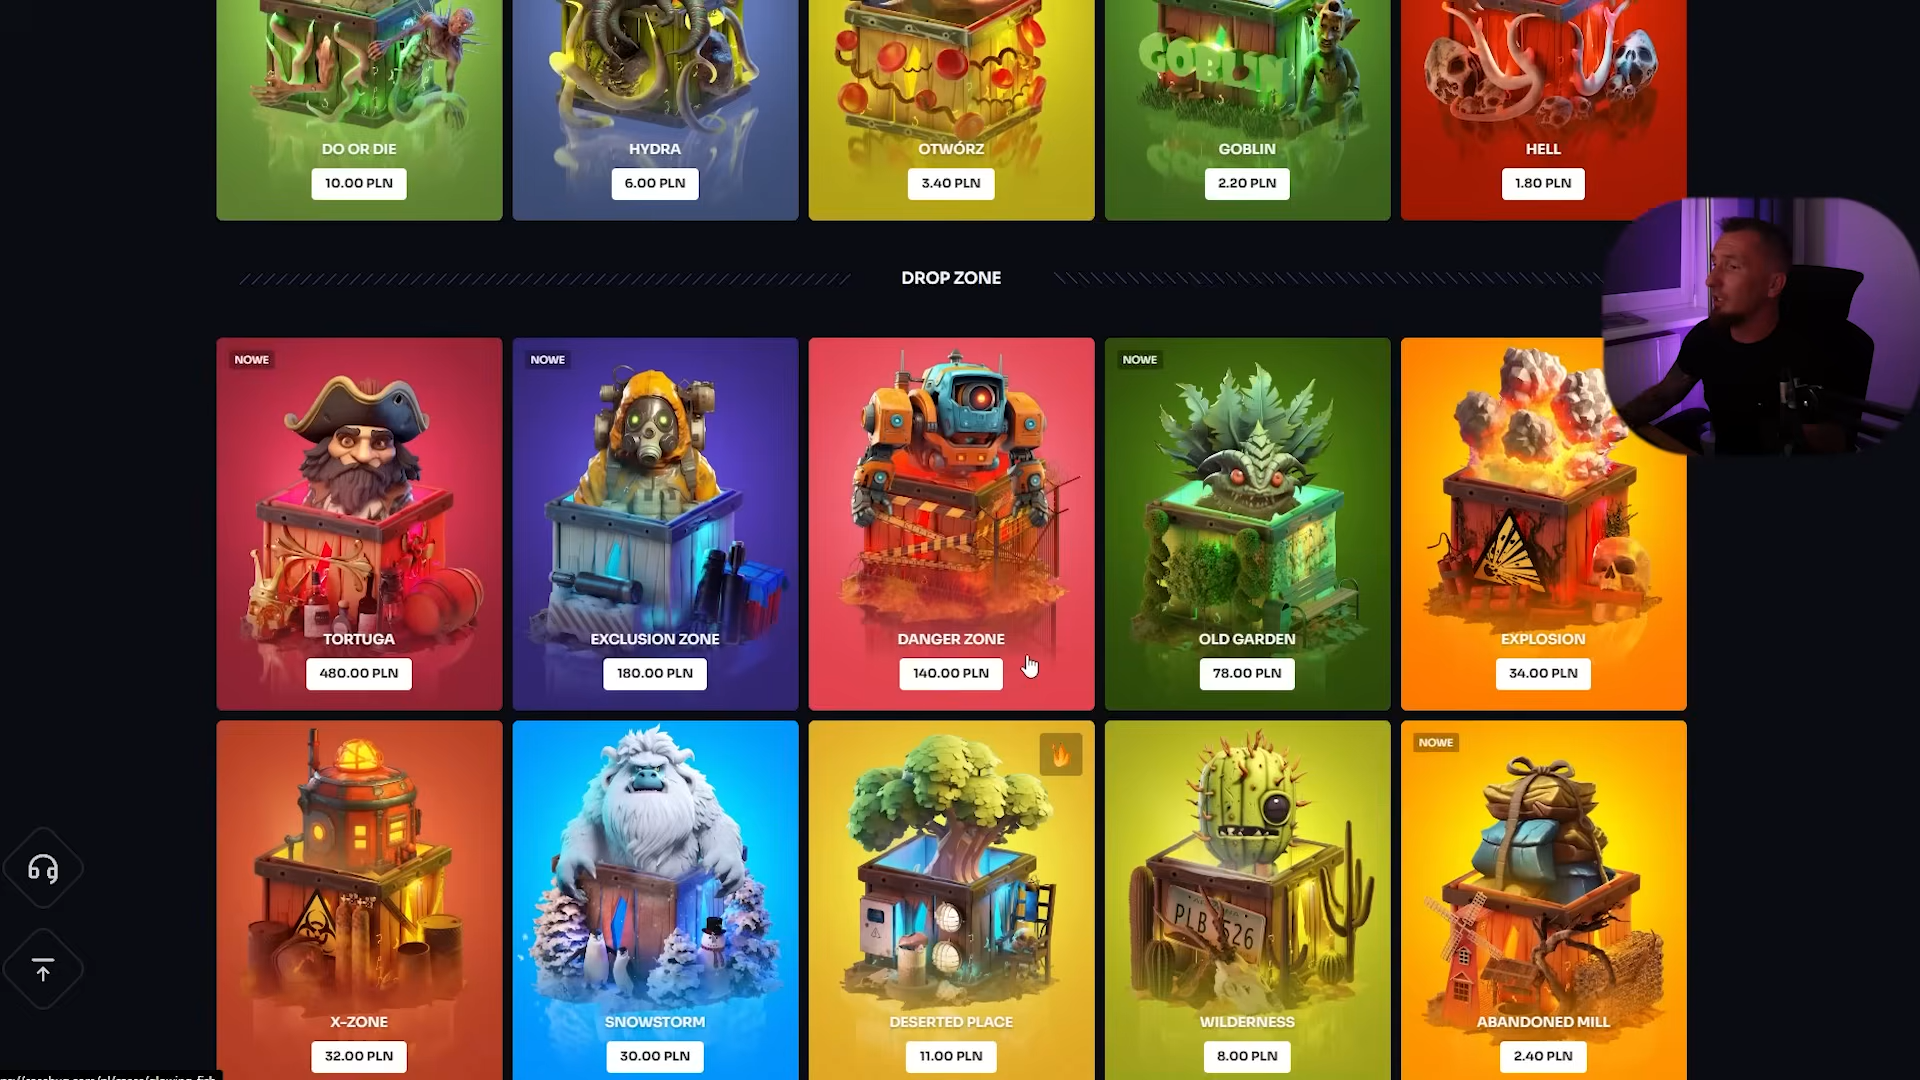 GOBLIN
DO OR DIE
HYDRA
OTWÓRZ
GOBLIN
HELL
10.00 PLN
6.00 PLN
3.40 PLN
2.20 PLN
1.80 PLN
DROP ZONE
NOWE
NOWE
NOWE
TORTUGA
EXCLUSION ZONE
DANGER ZONE
OLD GARDEN
EXPLOSION
480.00 PLN
180.00 PLN
140.00 PLN
78.00 PLN
34.00 PLN
NOWE
X-ZONE
SNOWSTORM
DESERTED PLACE
WILDERNESS
ABANDONED MILL
32.00 PLN
30.00 PLN
11.00 PLN
8.00 PLN
2.40 PLN